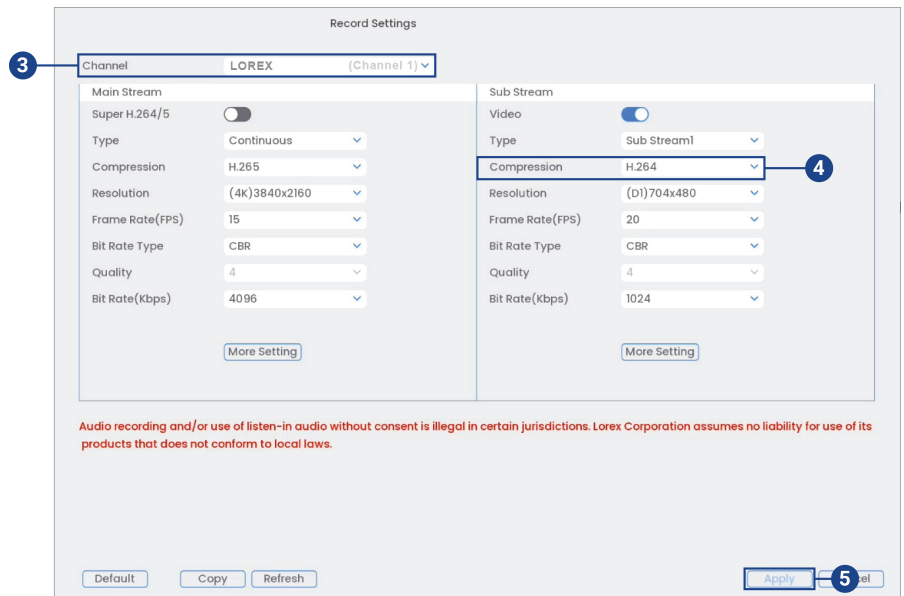 Record Settings
3
Channel LOREX (Channel 1)
Main Stream
Super H.264/5
Type Continuous
Compression H.265
Resolution (4K)3840x2160
Frame Rate(FPS) 15
Bit Rate Type CBR
Quality 4
Bit Rate(Kbps) 4096
More Setting
Sub Stream
Video
Type Sub Stream1
Compression H.264
4
Resolution (D1)704x480
Frame Rate(FPS) 20
Bit Rate Type CBR
Quality 4
Bit Rate(Kbps) 1024
More Setting
Audio recording and/or use of listen-in audio without consent is illegal in certain jurisdictions. Lorex Corporation assumes no liability for use of its
products that does not conform to local laws.
Default Copy Refresh Apply 5